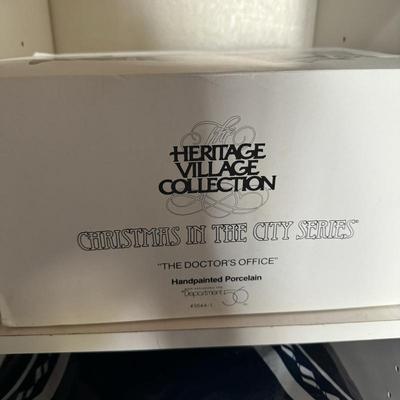 The
HERITAGE
VILLAGE
COLLECTION
CHRISTMAS IN THE CITY SERIES
"THE DOCTOR'S OFFICE"
Handpainted Porcelain
Department 56